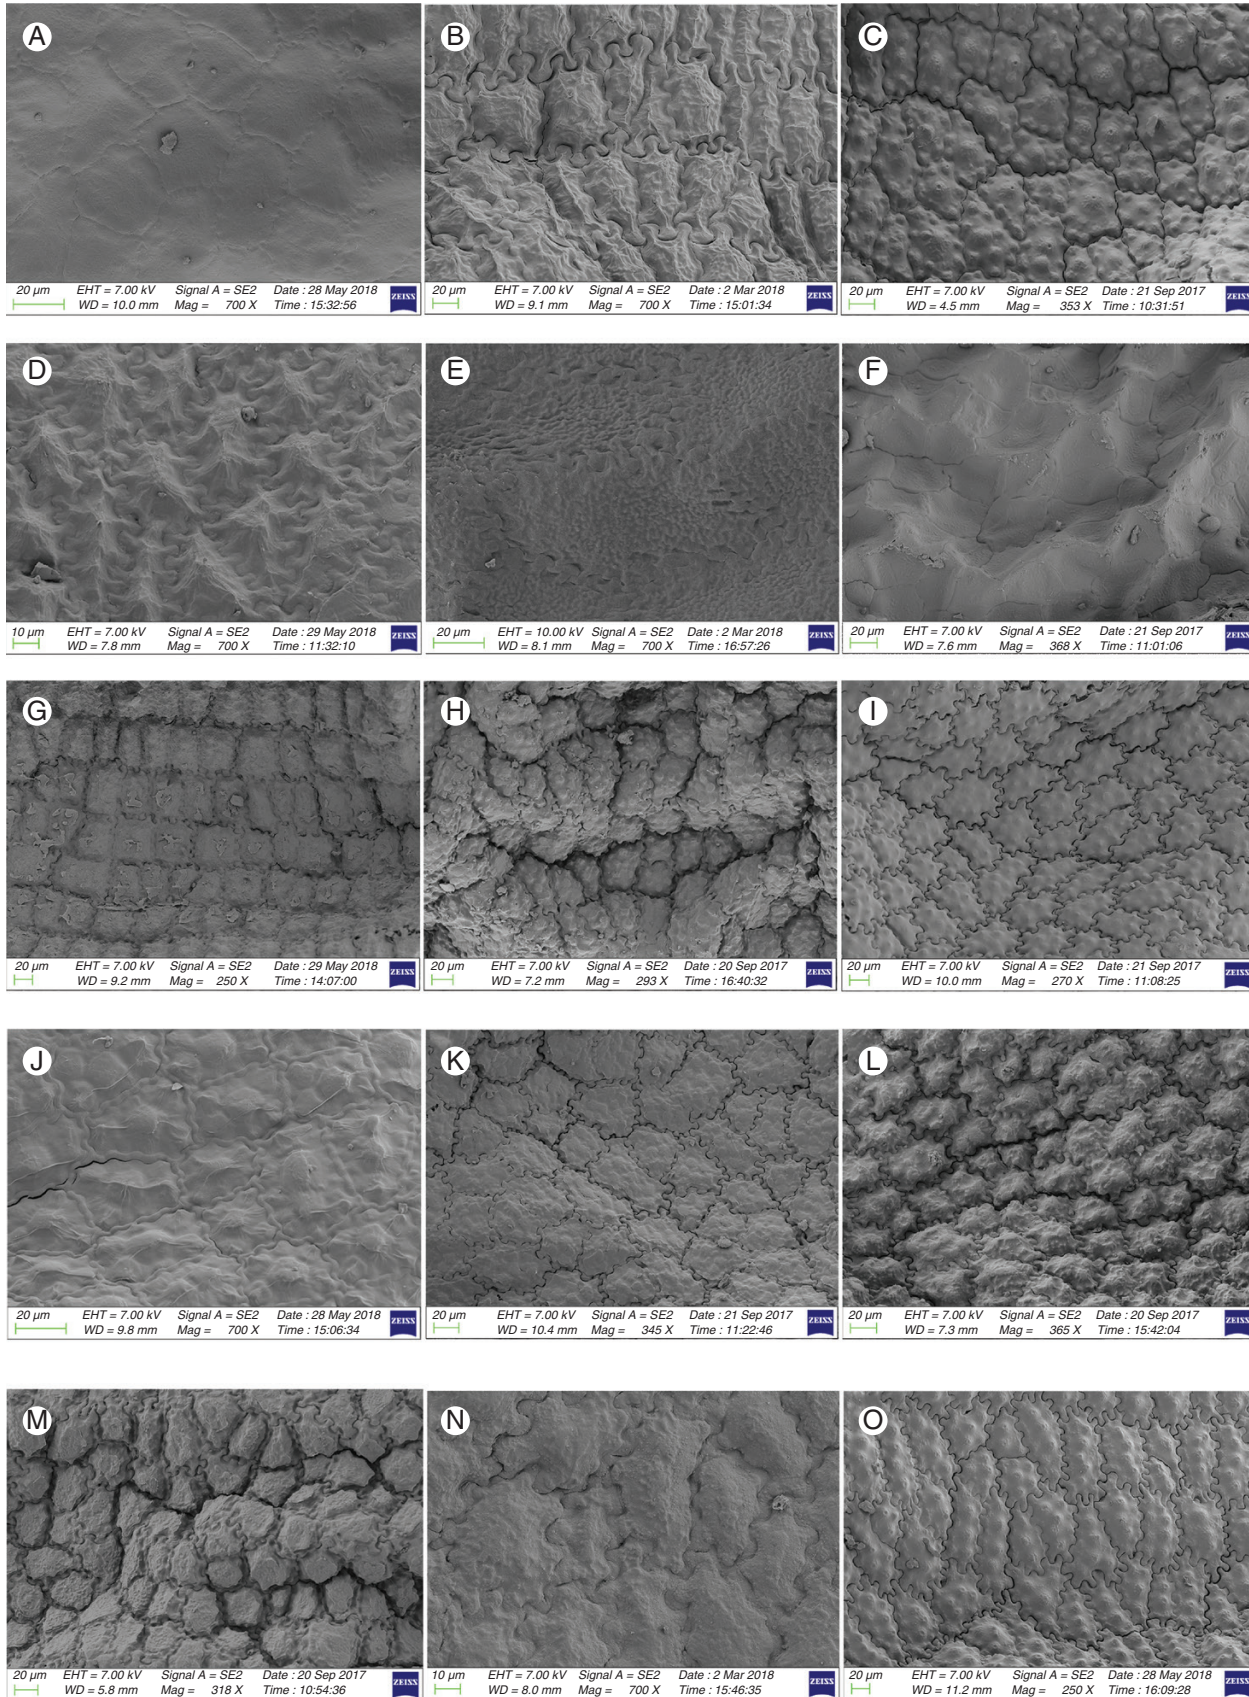 A
20 µm EHT = 7.00 kV Signal A = SE2 Date : 28 May 2018 ZEISS
WD = 10.0 mm Mag = 700 X Time : 15:32:56
B
20 µm EHT = 7.00 kV Signal A = SE2 Date : 2 Mar 2018 ZEISS
WD = 9.1 mm Mag = 700 X Time : 15:01:34
C
20 µm EHT = 7.00 kV Signal A = SE2 Date : 21 Sep 2017 ZEISS
WD = 4.5 mm Mag = 353 X Time : 10:31:51
D
10 µm EHT = 7.00 kV Signal A = SE2 Date : 29 May 2018 ZEISS
WD = 7.8 mm Mag = 700 X Time : 11:32:10
E
20 µm EHT = 10.00 kV Signal A = SE2 Date : 2 Mar 2018 ZEISS
WD = 8.1 mm Mag = 700 X Time : 16:57:26
F
20 µm EHT = 7.00 kV Signal A = SE2 Date : 21 Sep 2017 ZEISS
WD = 7.6 mm Mag = 368 X Time : 11:01:06
G
20 µm EHT = 7.00 kV Signal A = SE2 Date : 29 May 2018 ZEISS
WD = 9.2 mm Mag = 250 X Time : 14:07:00
H
20 µm EHT = 7.00 kV Signal A = SE2 Date : 20 Sep 2017 ZEISS
WD = 7.2 mm Mag = 293 X Time : 16:40:32
I
20 µm EHT = 7.00 kV Signal A = SE2 Date : 21 Sep 2017 ZEISS
WD = 10.0 mm Mag = 270 X Time : 11:08:25
J
20 µm EHT = 7.00 kV Signal A = SE2 Date : 28 May 2018 ZEISS
WD = 9.8 mm Mag = 700 X Time : 15:06:34
K
20 µm EHT = 7.00 kV Signal A = SE2 Date : 21 Sep 2017 ZEISS
WD = 10.4 mm Mag = 345 X Time : 11:22:46
L
20 µm EHT = 7.00 kV Signal A = SE2 Date : 20 Sep 2017 ZEISS
WD = 7.3 mm Mag = 365 X Time : 15:42:04
M
20 µm EHT = 7.00 kV Signal A = SE2 Date : 20 Sep 2017 ZEISS
WD = 5.8 mm Mag = 318 X Time : 10:54:36
N
10 µm EHT = 7.00 kV Signal A = SE2 Date : 2 Mar 2018 ZEISS
WD = 8.0 mm Mag = 700 X Time : 15:46:35
O
20 µm EHT = 7.00 kV Signal A = SE2 Date : 28 May 2018 ZEISS
WD = 11.2 mm Mag = 250 X Time : 16:09:28